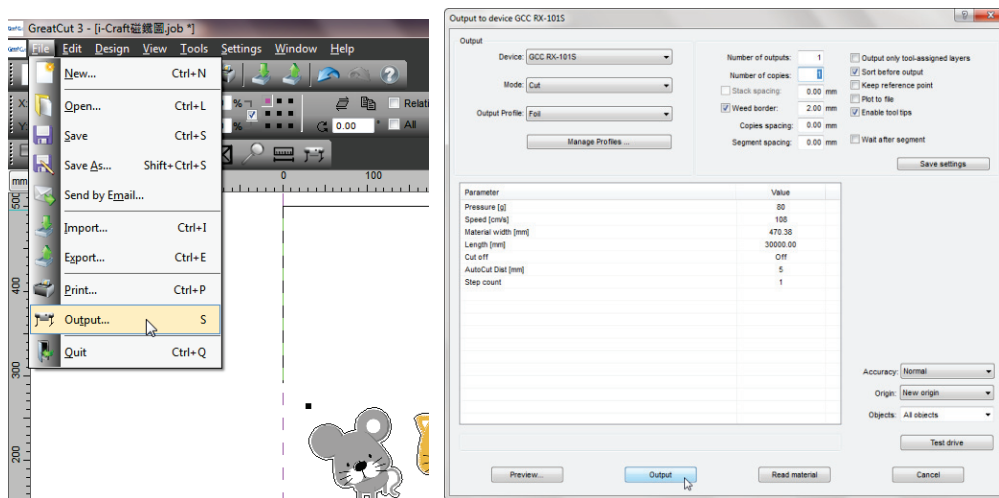 GreatCut 3 - [i-Craft磁鐵圖.job *]
File Edit Design View Tools Settings Window Help
New... Ctrl+N
Open... Ctrl+L
Save Ctrl+S
Save As... Shift+Ctrl+S
Send by Email...
Import... Ctrl+I
Export... Ctrl+E
Print... Ctrl+P
Output... S
Quit Ctrl+Q
X:
Y:
%
%
0.00 °
Relati
All
mm
0 100
500
400
300
200
Output to device GCC RX-101S
Output
Device: GCC RX-101S
Mode: Cut
Output Profile: Foil
Manage Profiles ...
Number of outputs: 1
Number of copies: 1
Stack spacing: 0.00 mm
Weed border: 2.00 mm
Copies spacing: 0.00 mm
Segment spacing: 0.00 mm
Output only tool-assigned layers
Sort before output
Keep reference point
Plot to file
Enable tool tips
Wait after segment
Save settings
Parameter Value
Pressure [g] 80
Speed [cm/s] 108
Material width [mm] 470.38
Length [mm] 30000.00
Cut off Off
AutoCut Dist [mm] 5
Step count 1
Accuracy: Normal
Origin: New origin
Objects: All objects
Test drive
Preview... Output Read material Cancel